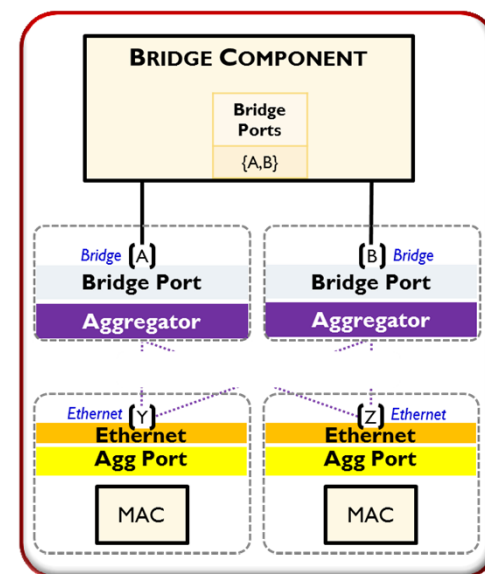 BRIDGE COMPONENT
Bridge
Ports
{A,B}
Bridge (A)
(B) Bridge
Bridge Port
Bridge Port
Aggregator
Aggregator
Ethernet (Y)
(Z) Ethernet
Ethernet
Ethernet
Agg Port
Agg Port
MAC
MAC